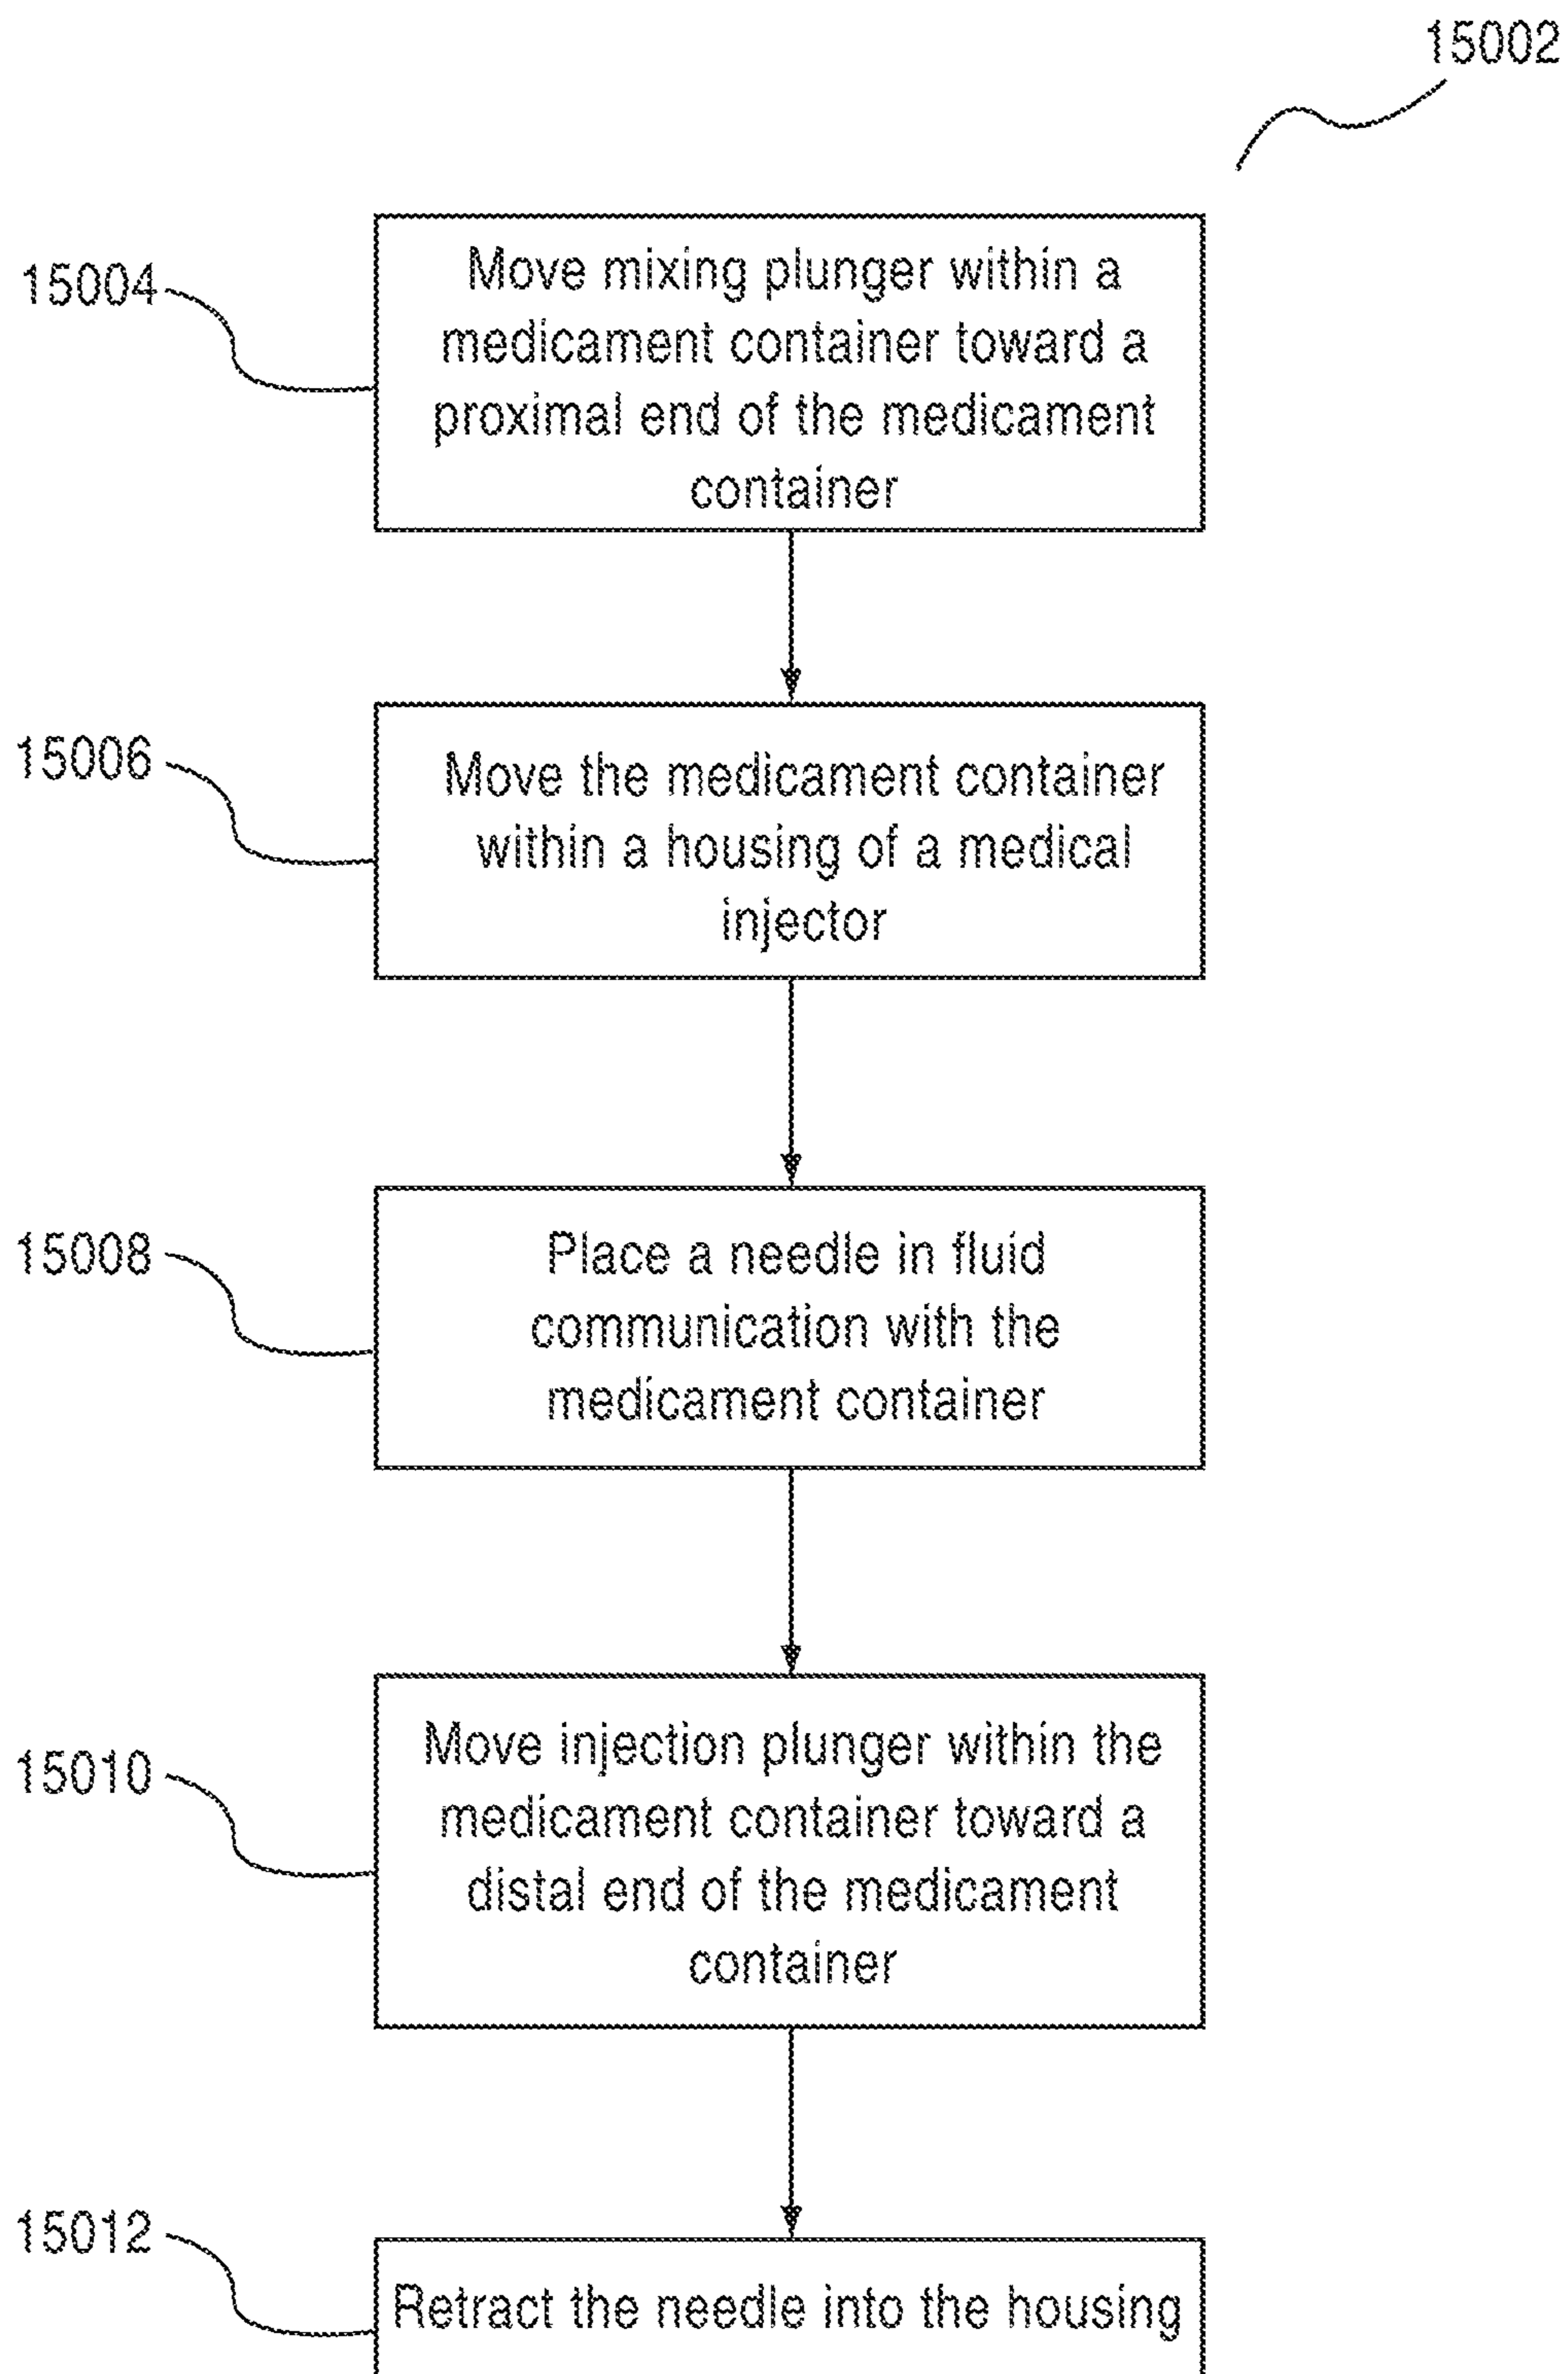 15002
15004
Move mixing plunger within a
medicament container toward a
proximal end of the medicament
container
15006
Move the medicament container
within a housing of a medical
injector
15008
Place a needle in fluid
communication with the
medicament container
15010
Move injection plunger within the
medicament container toward a
distal end of the medicament
container
15012
Retract the needle into the housing